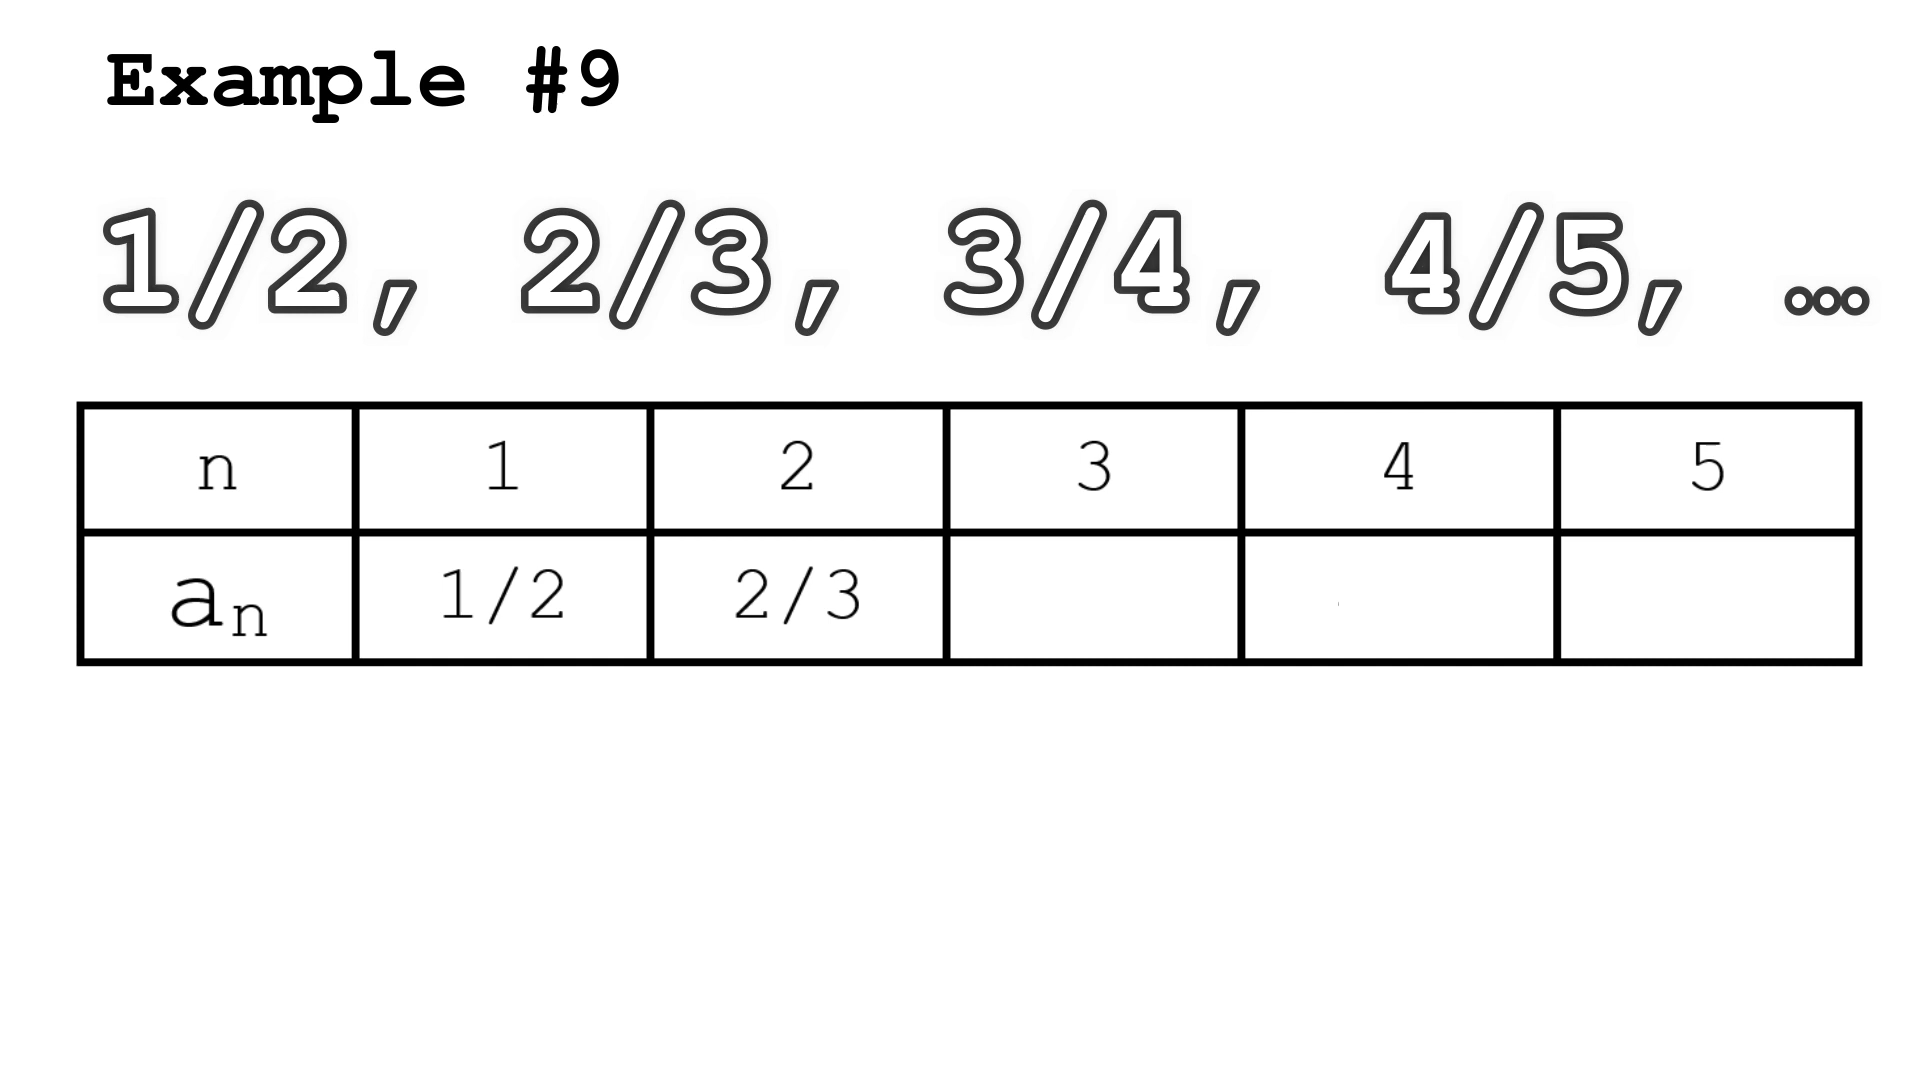 Example #9
1/2, 2/3, 3/4, 4/5, …
n 1 2 3 4 5
aₙ 1/2 2/3